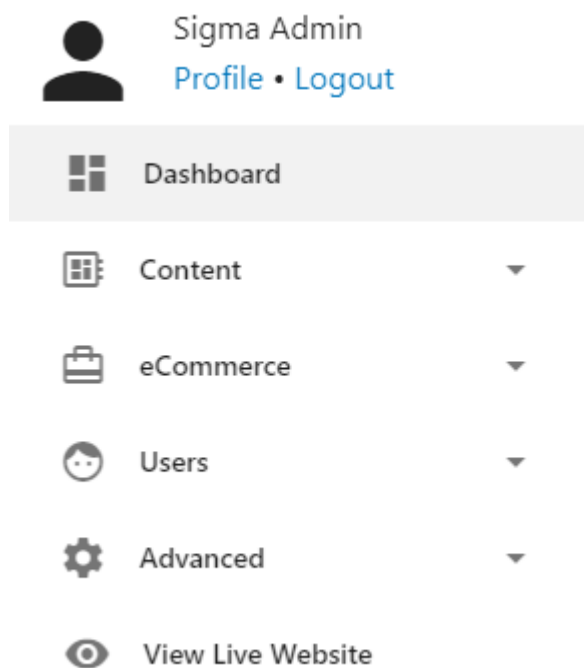 Sigma Admin
Profile • Logout
Dashboard
Content
eCommerce
Users
Advanced
View Live Website